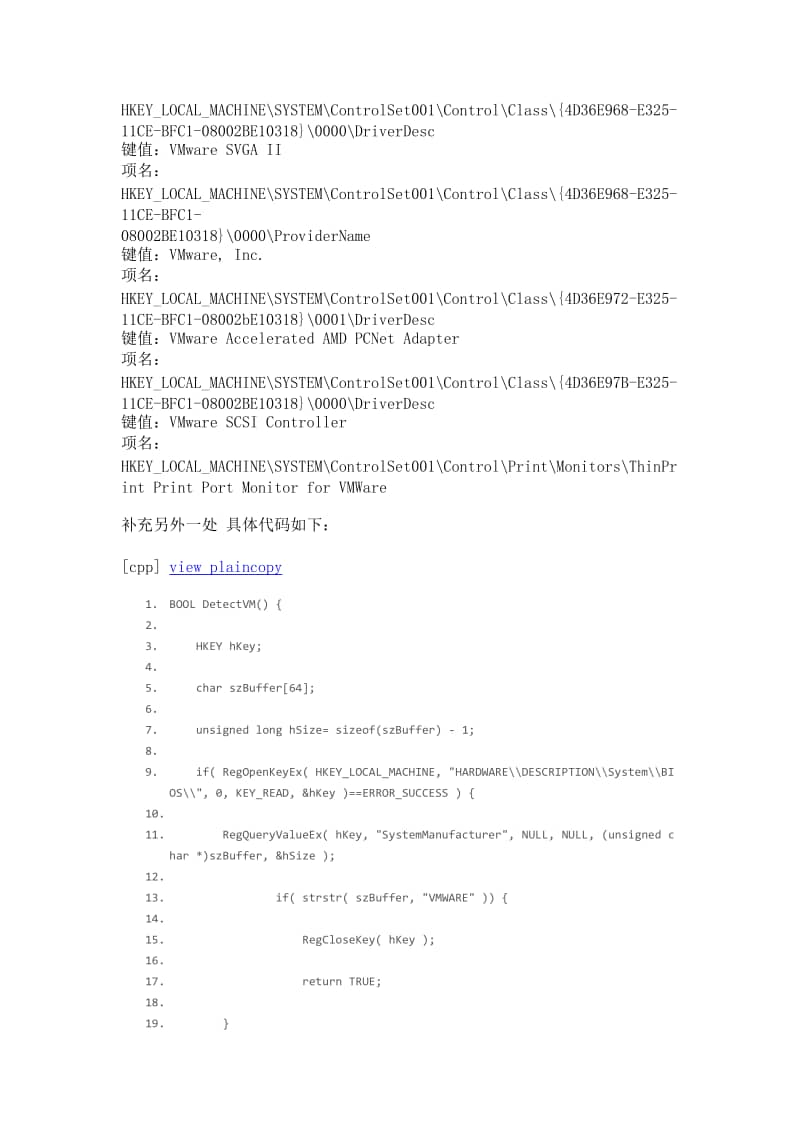 HKEY_LOCAL_MACHINE\SYSTEM\ControlSet001\Control\Class\{4D36E968-E325-
11CE-BFC1-08002BE10318}\0000\DriverDesc
键值：VMware SVGA II
项名：
HKEY_LOCAL_MACHINE\SYSTEM\ControlSet001\Control\Class\{4D36E968-E325-
11CE-BFC1-
08002BE10318}\0000\ProviderName
键值：VMware, Inc.
项名：
HKEY_LOCAL_MACHINE\SYSTEM\ControlSet001\Control\Class\{4D36E972-E325-
11CE-BFC1-08002bE10318}\0001\DriverDesc
键值：VMware Accelerated AMD PCNet Adapter
项名：
HKEY_LOCAL_MACHINE\SYSTEM\ControlSet001\Control\Class\{4D36E97B-E325-
11CE-BFC1-08002BE10318}\0000\DriverDesc
键值：VMware SCSI Controller
项名：
HKEY_LOCAL_MACHINE\SYSTEM\ControlSet001\Control\Print\Monitors\ThinPr
int Print Port Monitor for VMWare
补充另外一处 具体代码如下：
[cpp] view plaincopy
1. BOOL DetectVM() {
2.
3. HKEY hKey;
4.
5. char szBuffer[64];
6.
7. unsigned long hSize= sizeof(szBuffer) - 1;
8.
9. if( RegOpenKeyEx( HKEY_LOCAL_MACHINE, "HARDWARE\\DESCRIPTION\\System\\BI
OS\\", 0, KEY_READ, &hKey )==ERROR_SUCCESS ) {
10.
11. RegQueryValueEx( hKey, "SystemManufacturer", NULL, NULL, (unsigned c
har *)szBuffer, &hSize );
12.
13. if( strstr( szBuffer, "VMWARE" )) {
14.
15. RegCloseKey( hKey );
16.
17. return TRUE;
18.
19. }